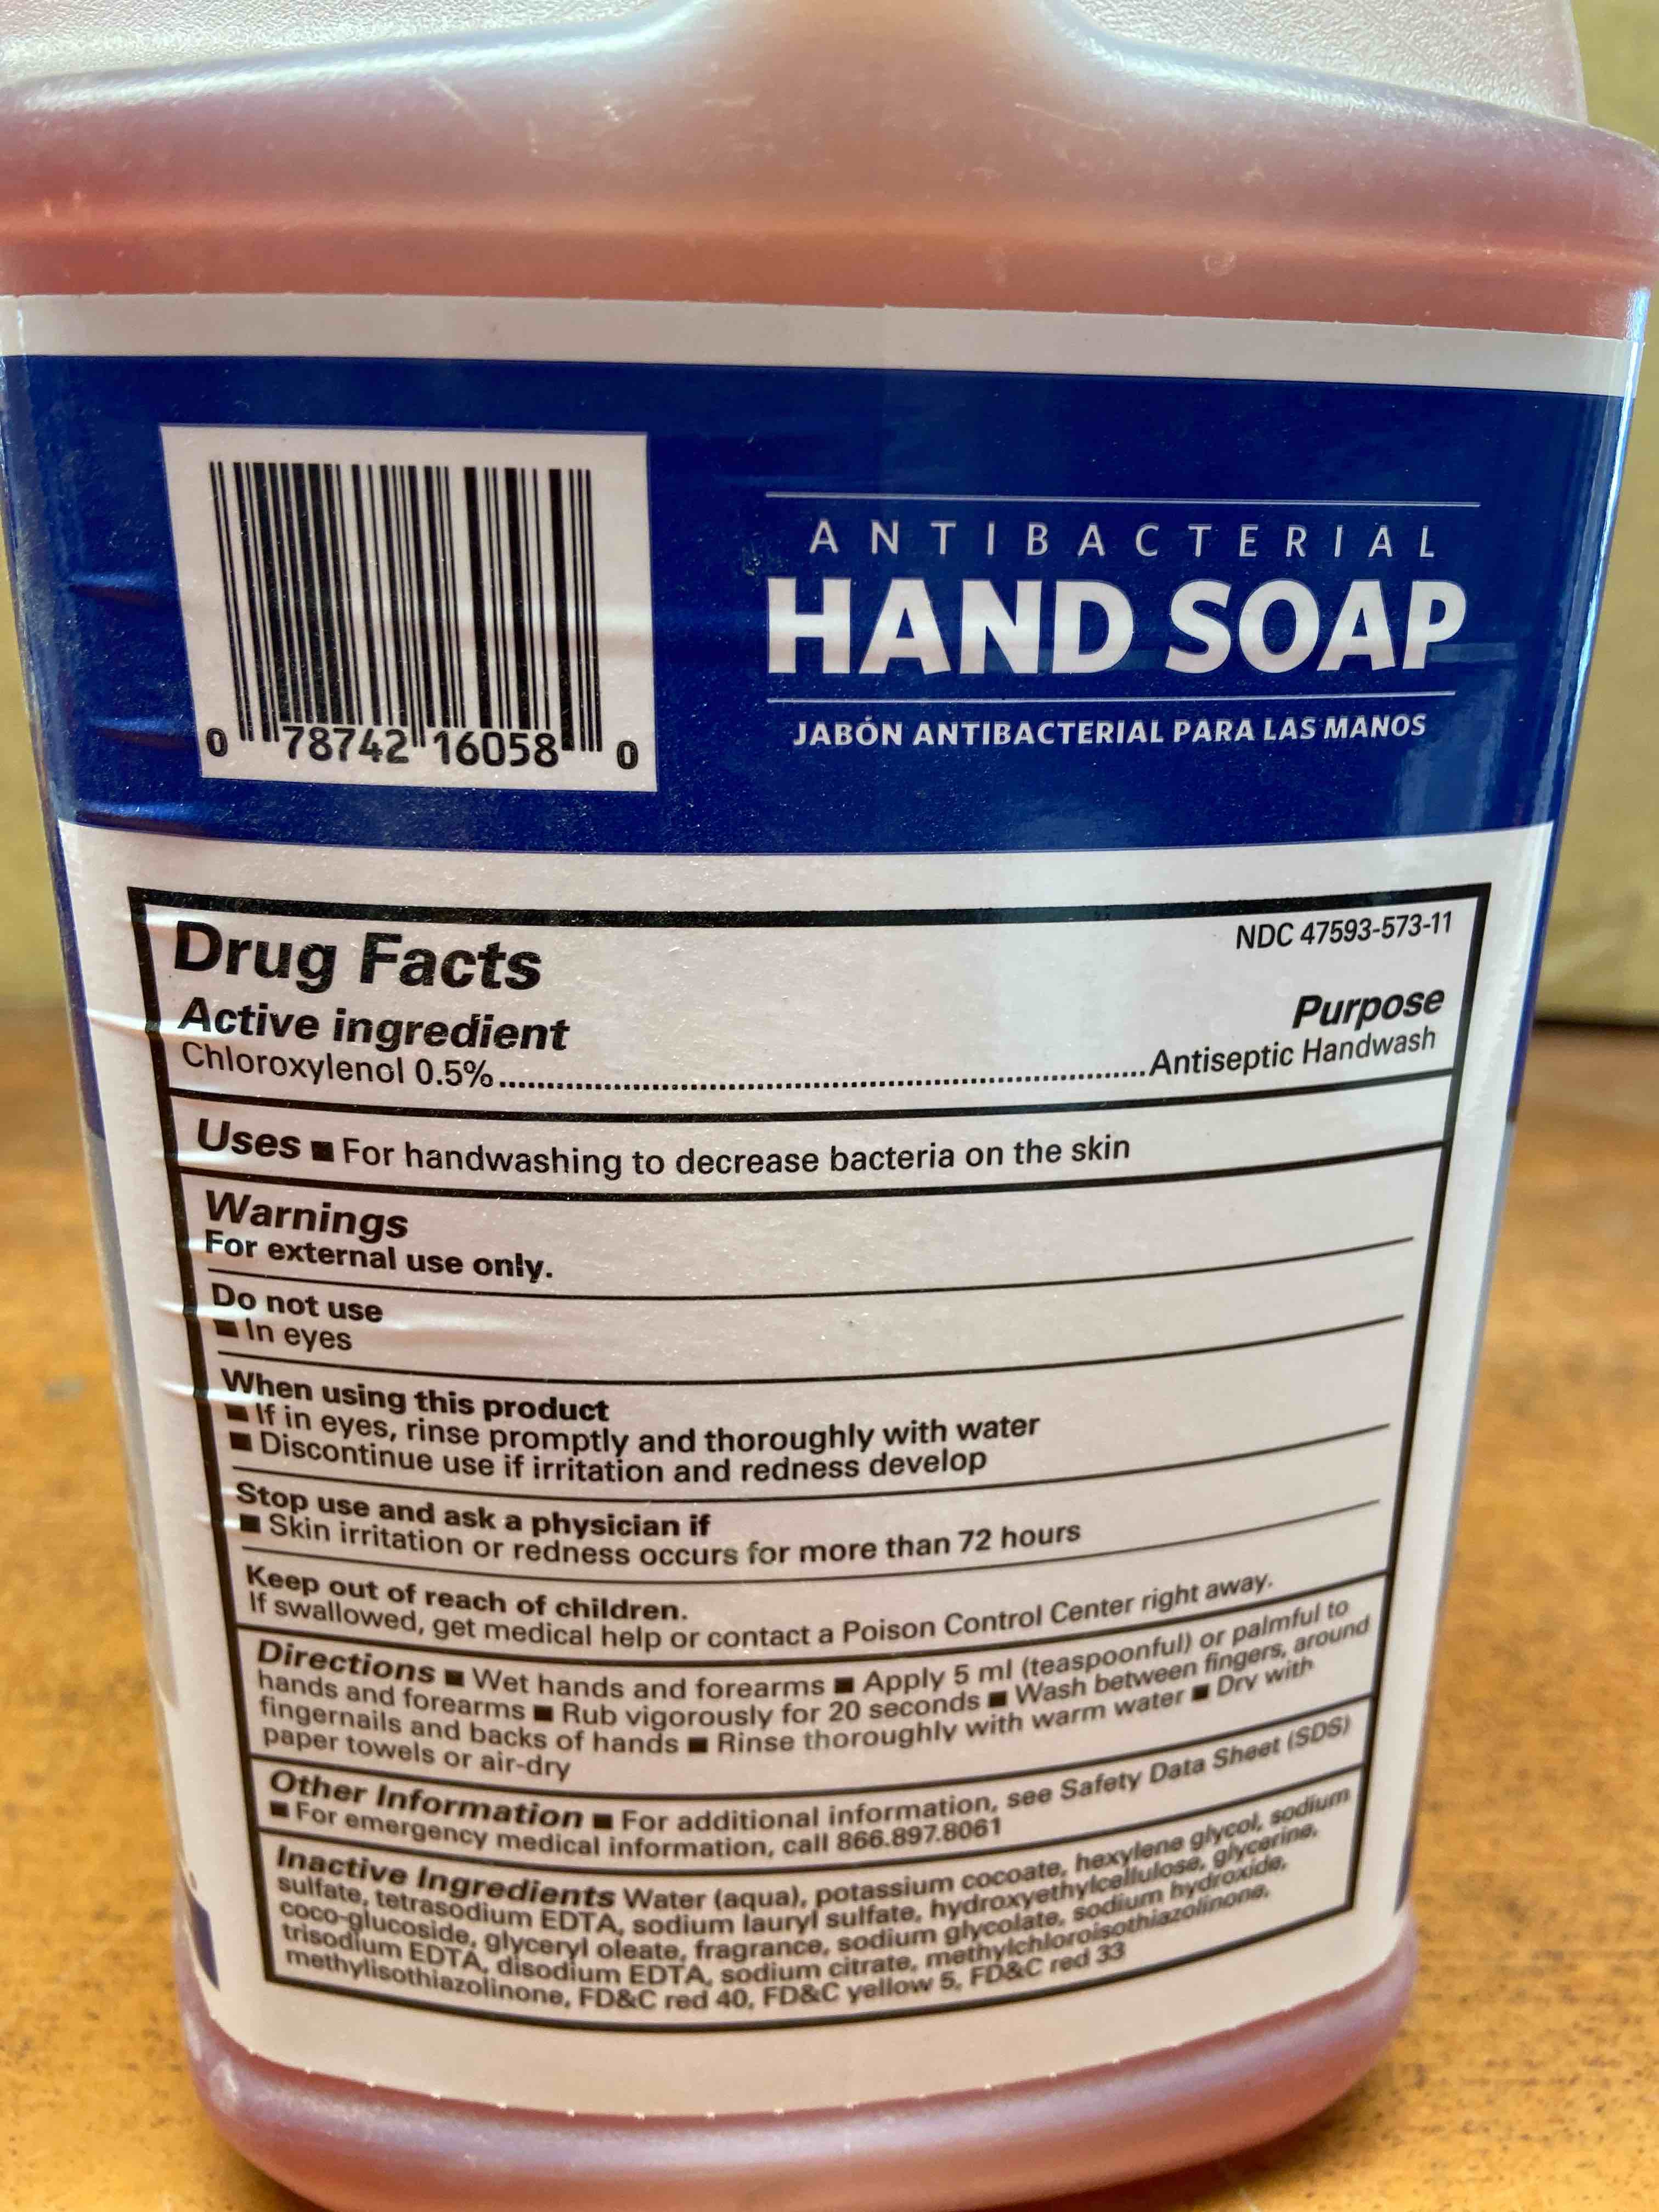 ANTIBACTERIAL
HAND SOAP
JABÓN ANTIBACTERIAL PARA LAS MANOS
0 78742 16058 0
Drug Facts
NDC 47593-573-11
Active ingredient
Purpose
Chloroxylenol 0.5%..........Antiseptic Handwash
Uses ■ For handwashing to decrease bacteria on the skin
Warnings
For external use only.
Do not use
■ In eyes
When using this product
■ If in eyes, rinse promptly and thoroughly with water
■ Discontinue use if irritation and redness develop
Stop use and ask a physician if
■ Skin irritation or redness occurs for more than 72 hours
Keep out of reach of children.
If swallowed, get medical help or contact a Poison Control Center right away.
Directions ■ Wet hands and forearms ■ Apply 5 ml (teaspoonful) or palmful to
hands and forearms ■ Rub vigorously for 20 seconds ■ Wash between fingers, around
fingernails and backs of hands ■ Rinse thoroughly with warm water ■ Dry with
paper towels or air-dry
Other Information ■ For additional information, see Safety Data Sheet (SDS)
■ For emergency medical information, call 866.897.8061
Inactive Ingredients Water (aqua), potassium cocoate, hexylene glycol, sodium
sulfate, tetrasodium EDTA, sodium lauryl sulfate, hydroxyethylcellulose, glycerine,
coco-glucoside, glyceryl oleate, fragrance, sodium glycolate, sodium hydroxide,
trisodium EDTA, disodium EDTA, sodium citrate, methylchloroisothiazolinone,
methylisothiazolinone, FD&C red 40, FD&C yellow 5, FD&C red 33